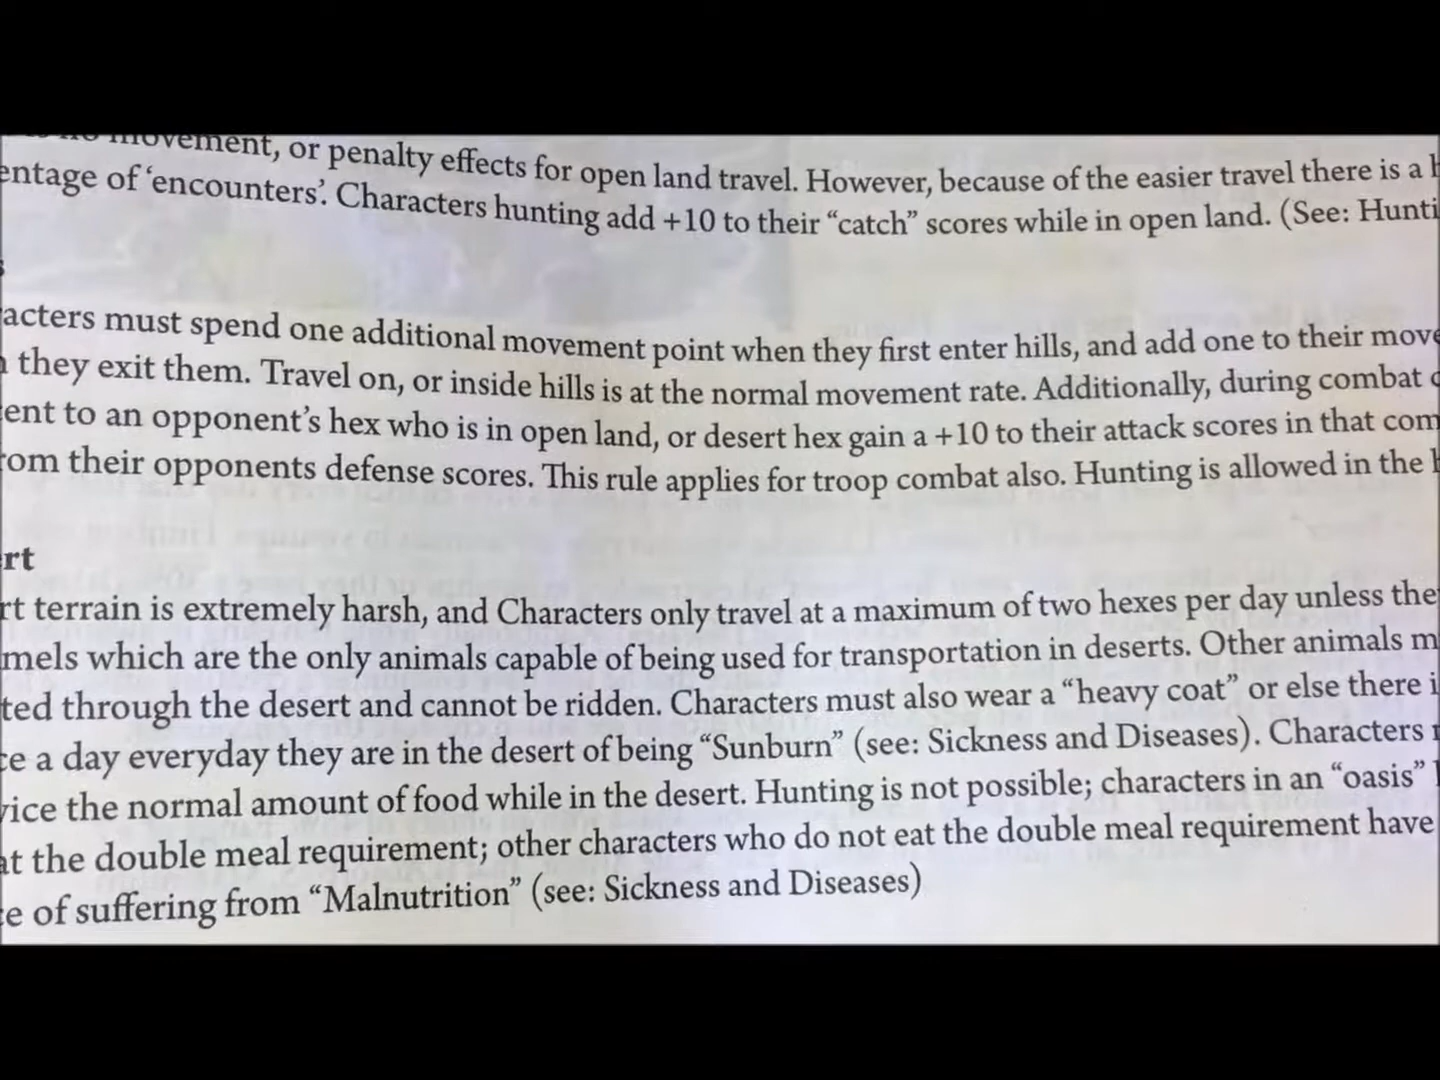 movement, or penalty effects for open land travel. However, because of the easier travel there is a
entage of ‘encounters’. Characters hunting add +10 to their “catch” scores while in open land. (See: Hunti
acters must spend one additional movement point when they first enter hills, and add one to their move
they exit them. Travel on, or inside hills is at the normal movement rate. Additionally, during combat
ent to an opponent’s hex who is in open land, or desert hex gain a +10 to their attack scores in that com
om their opponents defense scores. This rule applies for troop combat also. Hunting is allowed in the
rt
rt terrain is extremely harsh, and Characters only travel at a maximum of two hexes per day unless the
mels which are the only animals capable of being used for transportation in deserts. Other animals m
ted through the desert and cannot be ridden. Characters must also wear a “heavy coat” or else there i
e a day everyday they are in the desert of being “Sunburn” (see: Sickness and Diseases). Characters
ice the normal amount of food while in the desert. Hunting is not possible; characters in an “oasis”
at the double meal requirement; other characters who do not eat the double meal requirement have
e of suffering from “Malnutrition” (see: Sickness and Diseases)